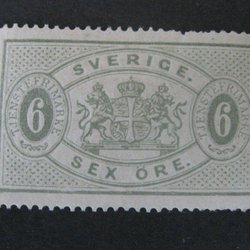 SVERIGE.
TJENSTEFRIMÄRKE.
6
6
TJENSTEFRIMÄRKE.
SEX ÖRE.